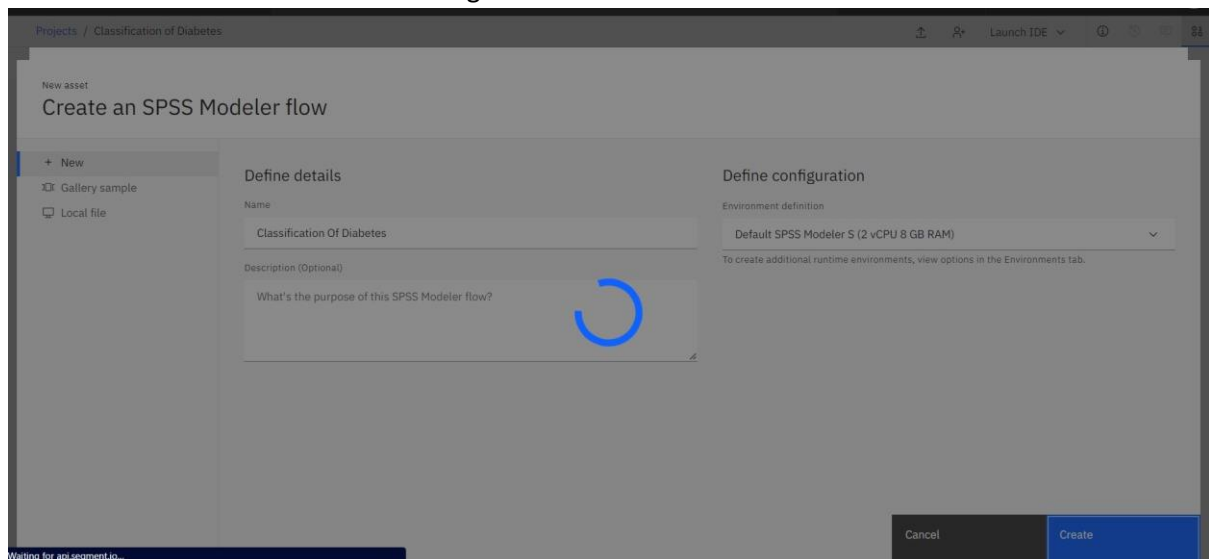 Projects / Classification of Diabetes
Launch IDE
New asset
Create an SPSS Modeler flow
+ New
Gallery sample
Local file
Define details
Name
Classification Of Diabetes
Description (Optional)
What's the purpose of this SPSS Modeler flow?
Define configuration
Environment definition
Default SPSS Modeler S (2 vCPU 8 GB RAM)
To create additional runtime environments, view options in the Environments tab.
Cancel
Create
Waiting for api.segment.io...